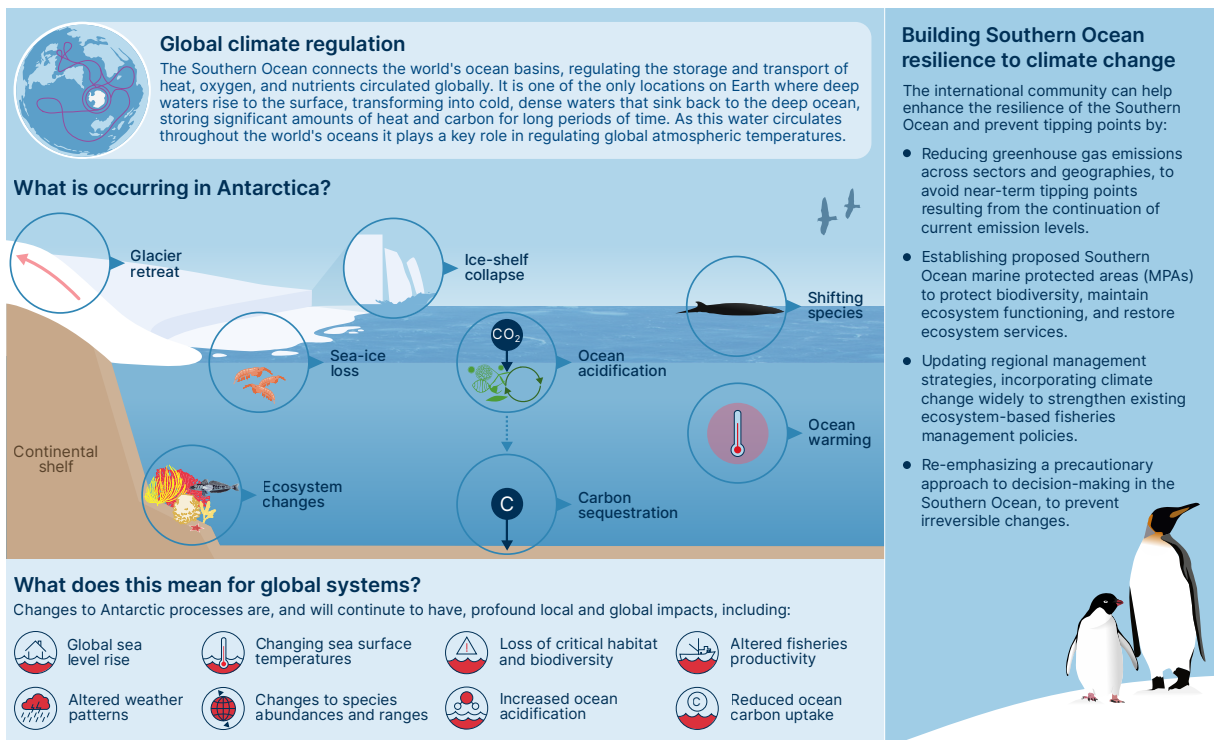 Global climate regulation
The Southern Ocean connects the world's ocean basins, regulating the storage and transport of
heat, oxygen, and nutrients circulated globally. It is one of the only locations on Earth where deep
waters rise to the surface, transforming into cold, dense waters that sink back to the deep ocean,
storing significant amounts of heat and carbon for long periods of time. As this water circulates
throughout the world's oceans it plays a key role in regulating global atmospheric temperatures.
What is occurring in Antarctica?
Glacier
retreat
Ice-shelf
collapse
Shifting
species
Sea-ice
loss
CO₂
Ocean
acidification
Ocean
warming
Continental
shelf
Ecosystem
changes
C
Carbon
sequestration
What does this mean for global systems?
Changes to Antarctic processes are, and will continute to have, profound local and global impacts, including:
Global sea
level rise
Changing sea surface
temperatures
!
Loss of critical habitat
and biodiversity
Altered fisheries
productivity
Altered weather
patterns
Changes to species
abundances and ranges
Increased ocean
acidification
C
Reduced ocean
carbon uptake
Building Southern Ocean
resilience to climate change
The international community can help
enhance the resilience of the Southern
Ocean and prevent tipping points by:
● Reducing greenhouse gas emissions
across sectors and geographies, to
avoid near-term tipping points
resulting from the continuation of
current emission levels.
● Establishing proposed Southern
Ocean marine protected areas (MPAs)
to protect biodiversity, maintain
ecosystem functioning, and restore
ecosystem services.
● Updating regional management
strategies, incorporating climate
change widely to strengthen existing
ecosystem-based fisheries
management policies.
● Re-emphasizing a precautionary
approach to decision-making in the
Southern Ocean, to prevent
irreversible changes.